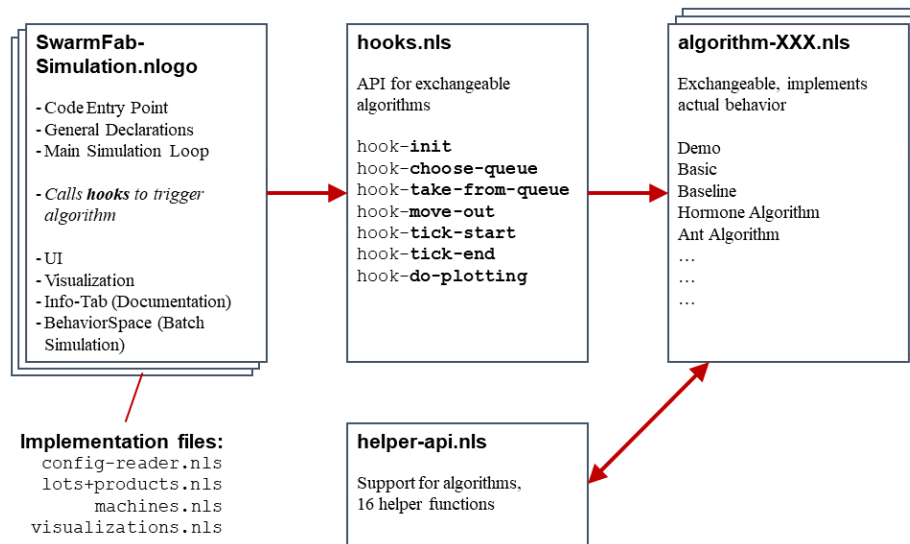 SwarmFab-
Simulation.nlogo
- Code Entry Point
- General Declarations
- Main Simulation Loop
- Calls hooks to trigger
algorithm
- UI
- Visualization
- Info-Tab (Documentation)
- BehaviorSpace (Batch
Simulation)
Implementation files:
config-reader.nls
lots+products.nls
machines.nls
visualizations.nls
hooks.nls
API for exchangeable
algorithms
hook-init
hook-choose-queue
hook-take-from-queue
hook-move-out
hook-tick-start
hook-tick-end
hook-do-plotting
helper-api.nls
Support for algorithms,
16 helper functions
algorithm-XXX.nls
Exchangeable, implements
actual behavior
Demo
Basic
Baseline
Hormone Algorithm
Ant Algorithm
…
…
…